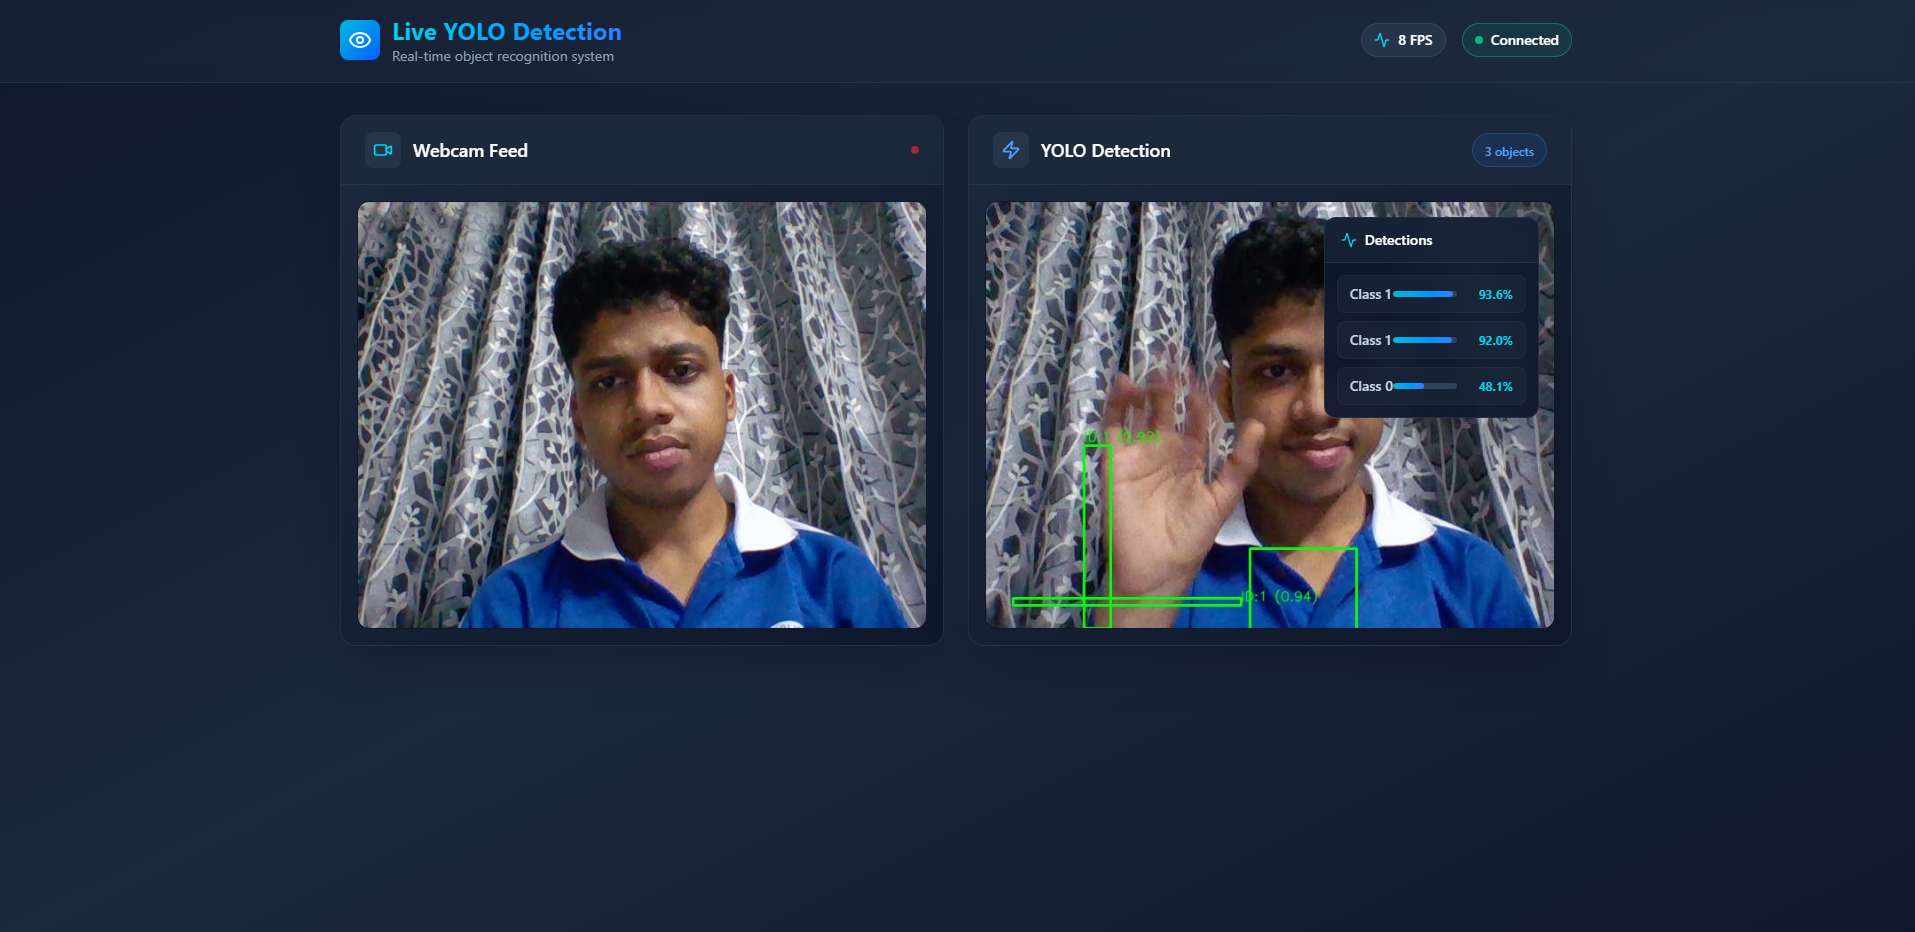 Live YOLO Detection
Real-time object recognition system
8 FPS
Connected
Webcam Feed
YOLO Detection
3 objects
Detections
Class 1 93.6%
Class 1 92.0%
Class 0 48.1%
ID:1 (0.92)
ID:1 (0.94)